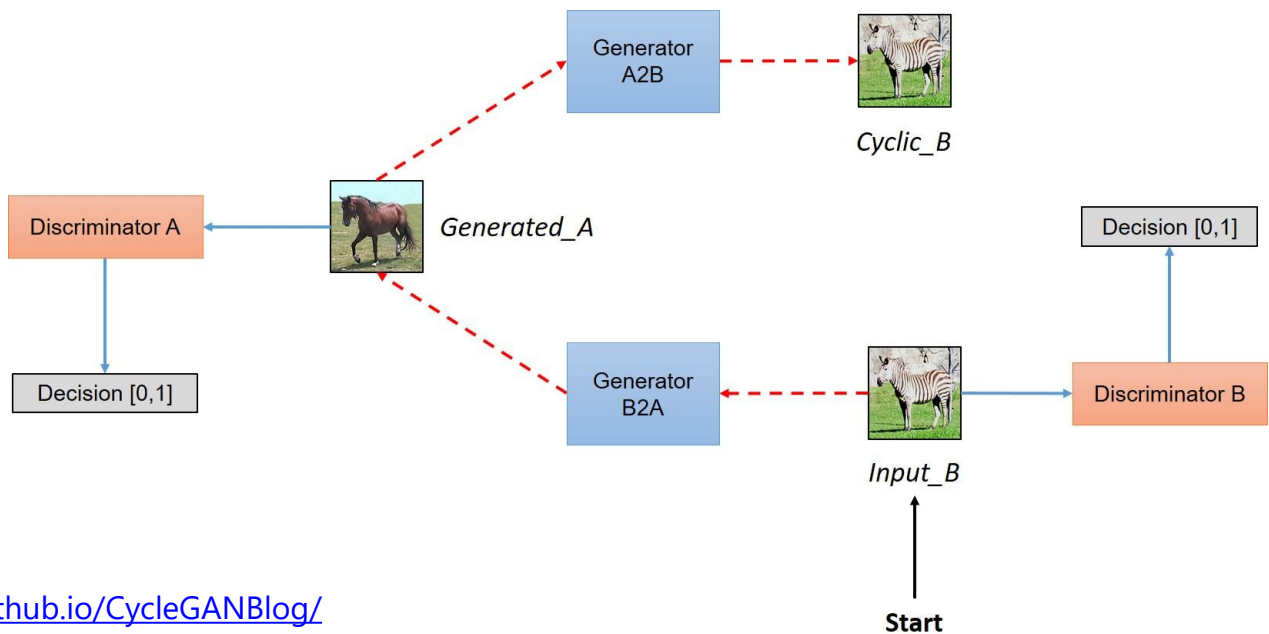 Generator
A2B
Cyclic_B
Discriminator A
Generated_A
Decision [0,1]
Decision [0,1]
Generator
B2A
Discriminator B
Input_B
thub.io/CycleGANBlog/
Start